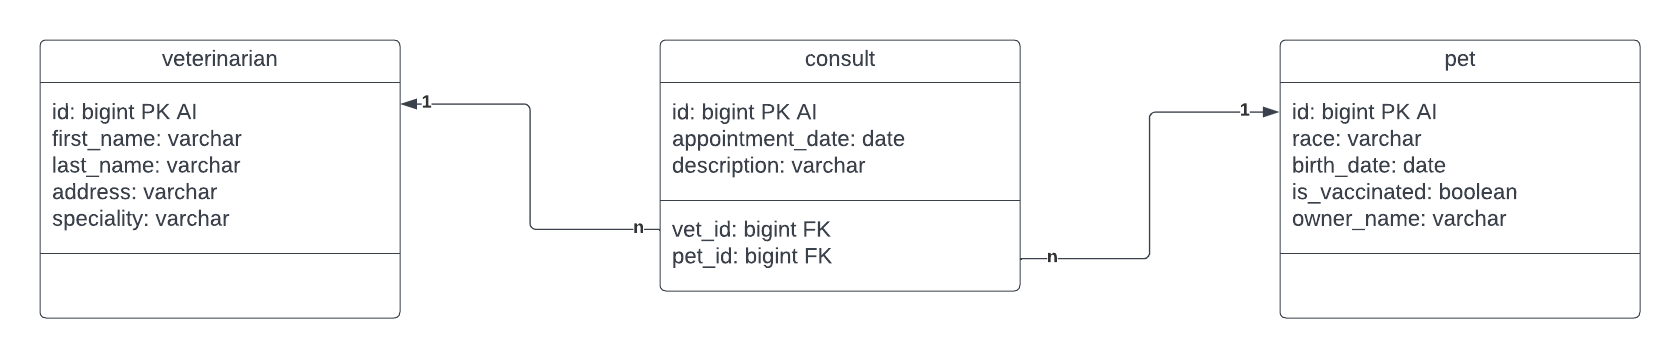 veterinarian
id: bigint PK AI
first_name: varchar
last_name: varchar
address: varchar
speciality: varchar
1
n
consult
id: bigint PK AI
appointment_date: date
description: varchar
vet_id: bigint FK
pet_id: bigint FK
n
1
pet
id: bigint PK AI
race: varchar
birth_date: date
is_vaccinated: boolean
owner_name: varchar